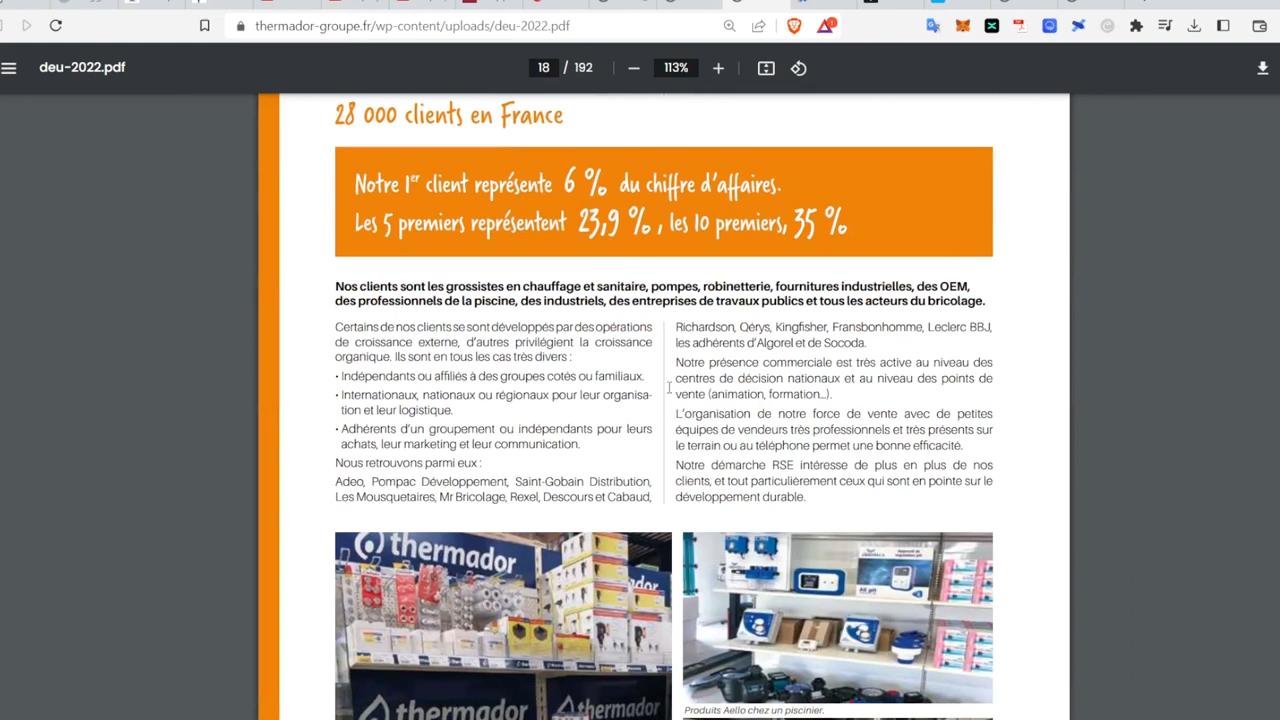 thermador-groupe.fr/wp-content/uploads/deu-2022.pdf
deu-2022.pdf
18 / 192
113%
28 000 clients en France
Notre 1er client représente 6 % du chiffre d'affaires.
Les 5 premiers représentent 23,9 %, les 10 premiers, 35 %
Nos clients sont les grossistes en chauffage et sanitaire, pompes, robinetterie, fournitures industrielles, des OEM,
des professionnels de la piscine, des industriels, des entreprises de travaux publics et tous les acteurs du bricolage.
Certains de nos clients se sont développés par des opérations
de croissance externe, d'autres privilégient la croissance
organique. Ils sont en tous les cas très divers :
• Indépendants ou affiliés à des groupes cotés ou familiaux.
• Internationaux, nationaux ou régionaux pour leur organisa-
tion et leur logistique.
• Adhérents d'un groupement ou indépendants pour leurs
achats, leur marketing et leur communication.
Nous retrouvons parmi eux :
Adeo, Pompac Développement, Saint-Gobain Distribution,
Les Mousquetaires, Mr Bricolage, Rexel, Descours et Cabaud,
Richardson, Qérys, Kingfisher, Fransbonhomme, Leclerc BBJ,
les adhérents d'Algorel et de Socoda.
Notre présence commerciale est très active au niveau des
centres de décision nationaux et au niveau des points de
vente (animation, formation...).
L'organisation de notre force de vente avec de petites
équipes de vendeurs très professionnels et très présents sur
le terrain ou au téléphone permet une bonne efficacité.
Notre démarche RSE intéresse de plus en plus de nos
clients, et tout particulièrement ceux qui sont en pointe sur le
développement durable.
thermador
thermador
thermador
thermador
Produits Aello chez un piscinier.